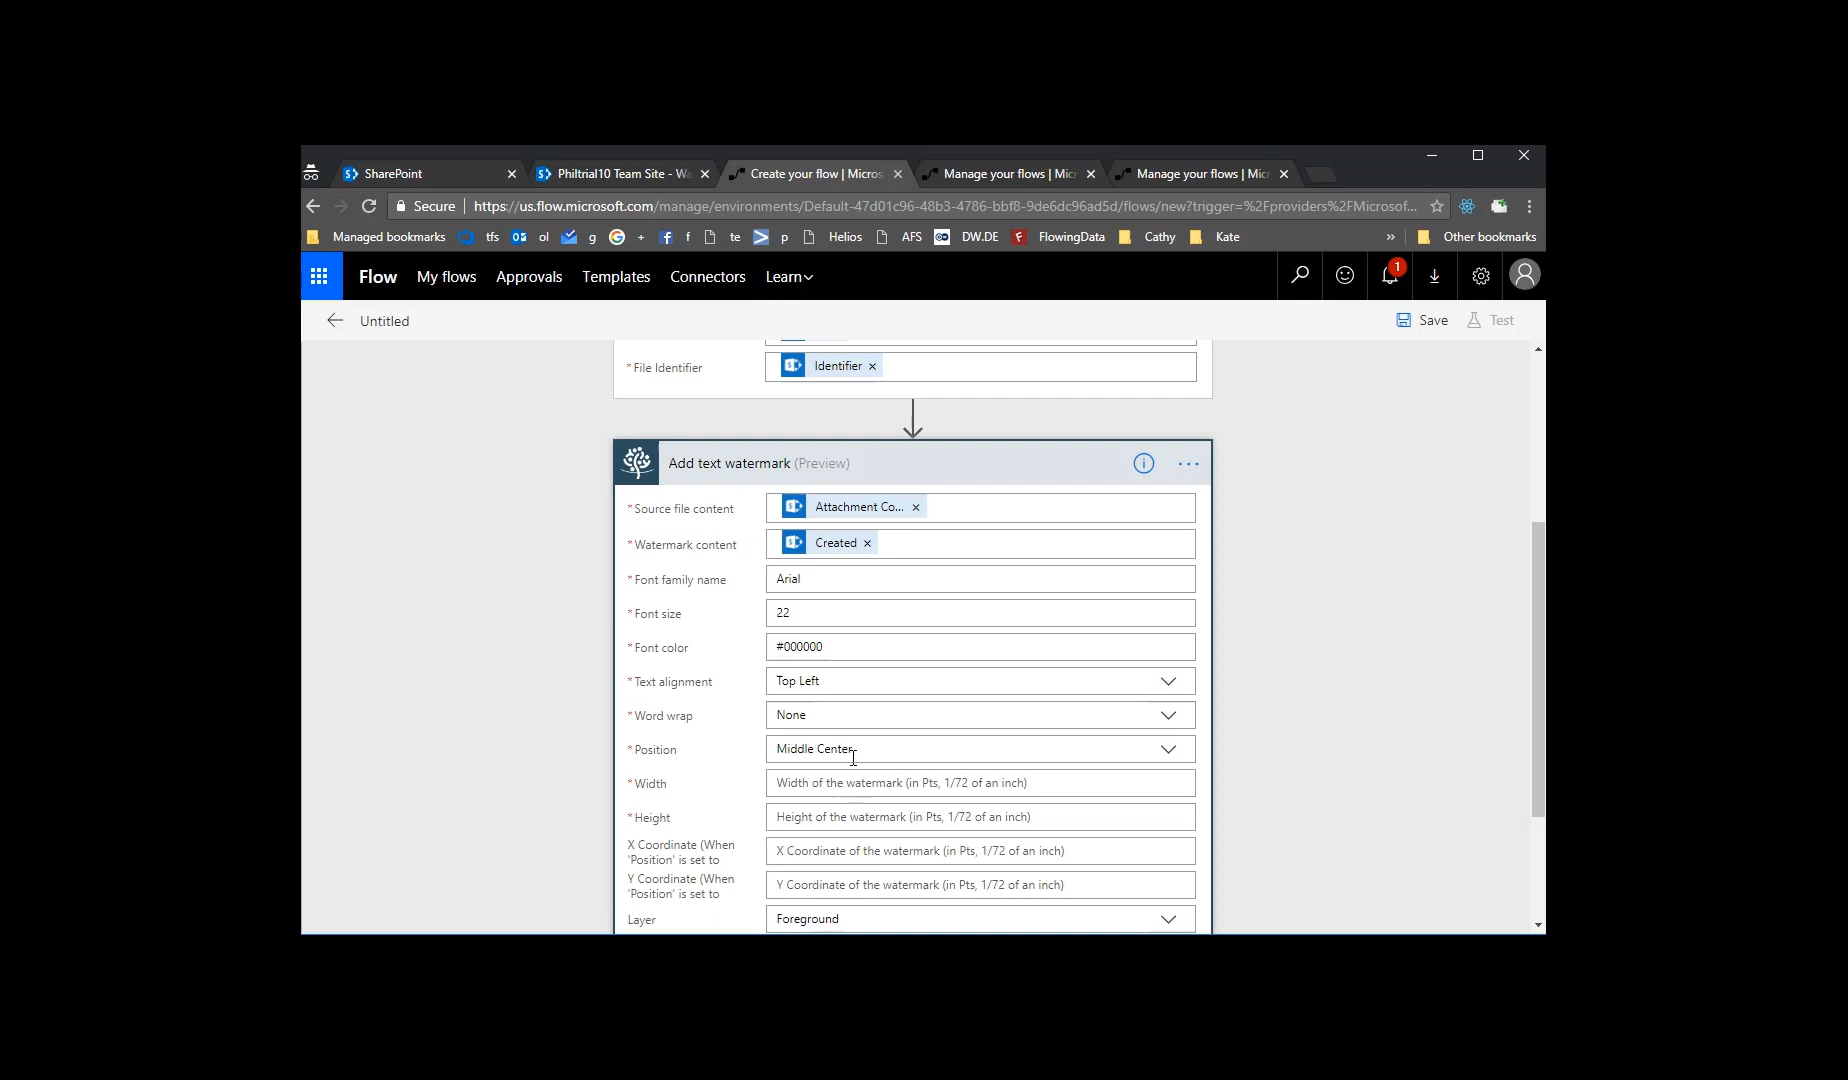 SharePoint
Philtrial10 Team Site - Wa
Create your flow | Micros
Manage your flows | Mic
Manage your flows | Mic
Secure
https://us.flow.microsoft.com/manage/environments/Default-47d01c96-48b3-4786-bbf8-9de6dc96ad5d/flows/new?trigger=%2Fproviders%2FMicrosof...
Managed bookmarks tfs ol g + f te p Helios AFS DW.DE FlowingData Cathy Kate » Other bookmarks
Flow My flows Approvals Templates Connectors Learn 1
Untitled Save Test
* File Identifier Identifier ×
Add text watermark (Preview)
* Source file content Attachment Co... ×
* Watermark content Created ×
* Font family name Arial
* Font size 22
* Font color #000000
* Text alignment Top Left
* Word wrap None
* Position Middle Center
* Width Width of the watermark (in Pts, 1/72 of an inch)
* Height Height of the watermark (in Pts, 1/72 of an inch)
X Coordinate (When
'Position' is set to
X Coordinate of the watermark (in Pts, 1/72 of an inch)
Y Coordinate (When
'Position' is set to
Y Coordinate of the watermark (in Pts, 1/72 of an inch)
Layer Foreground